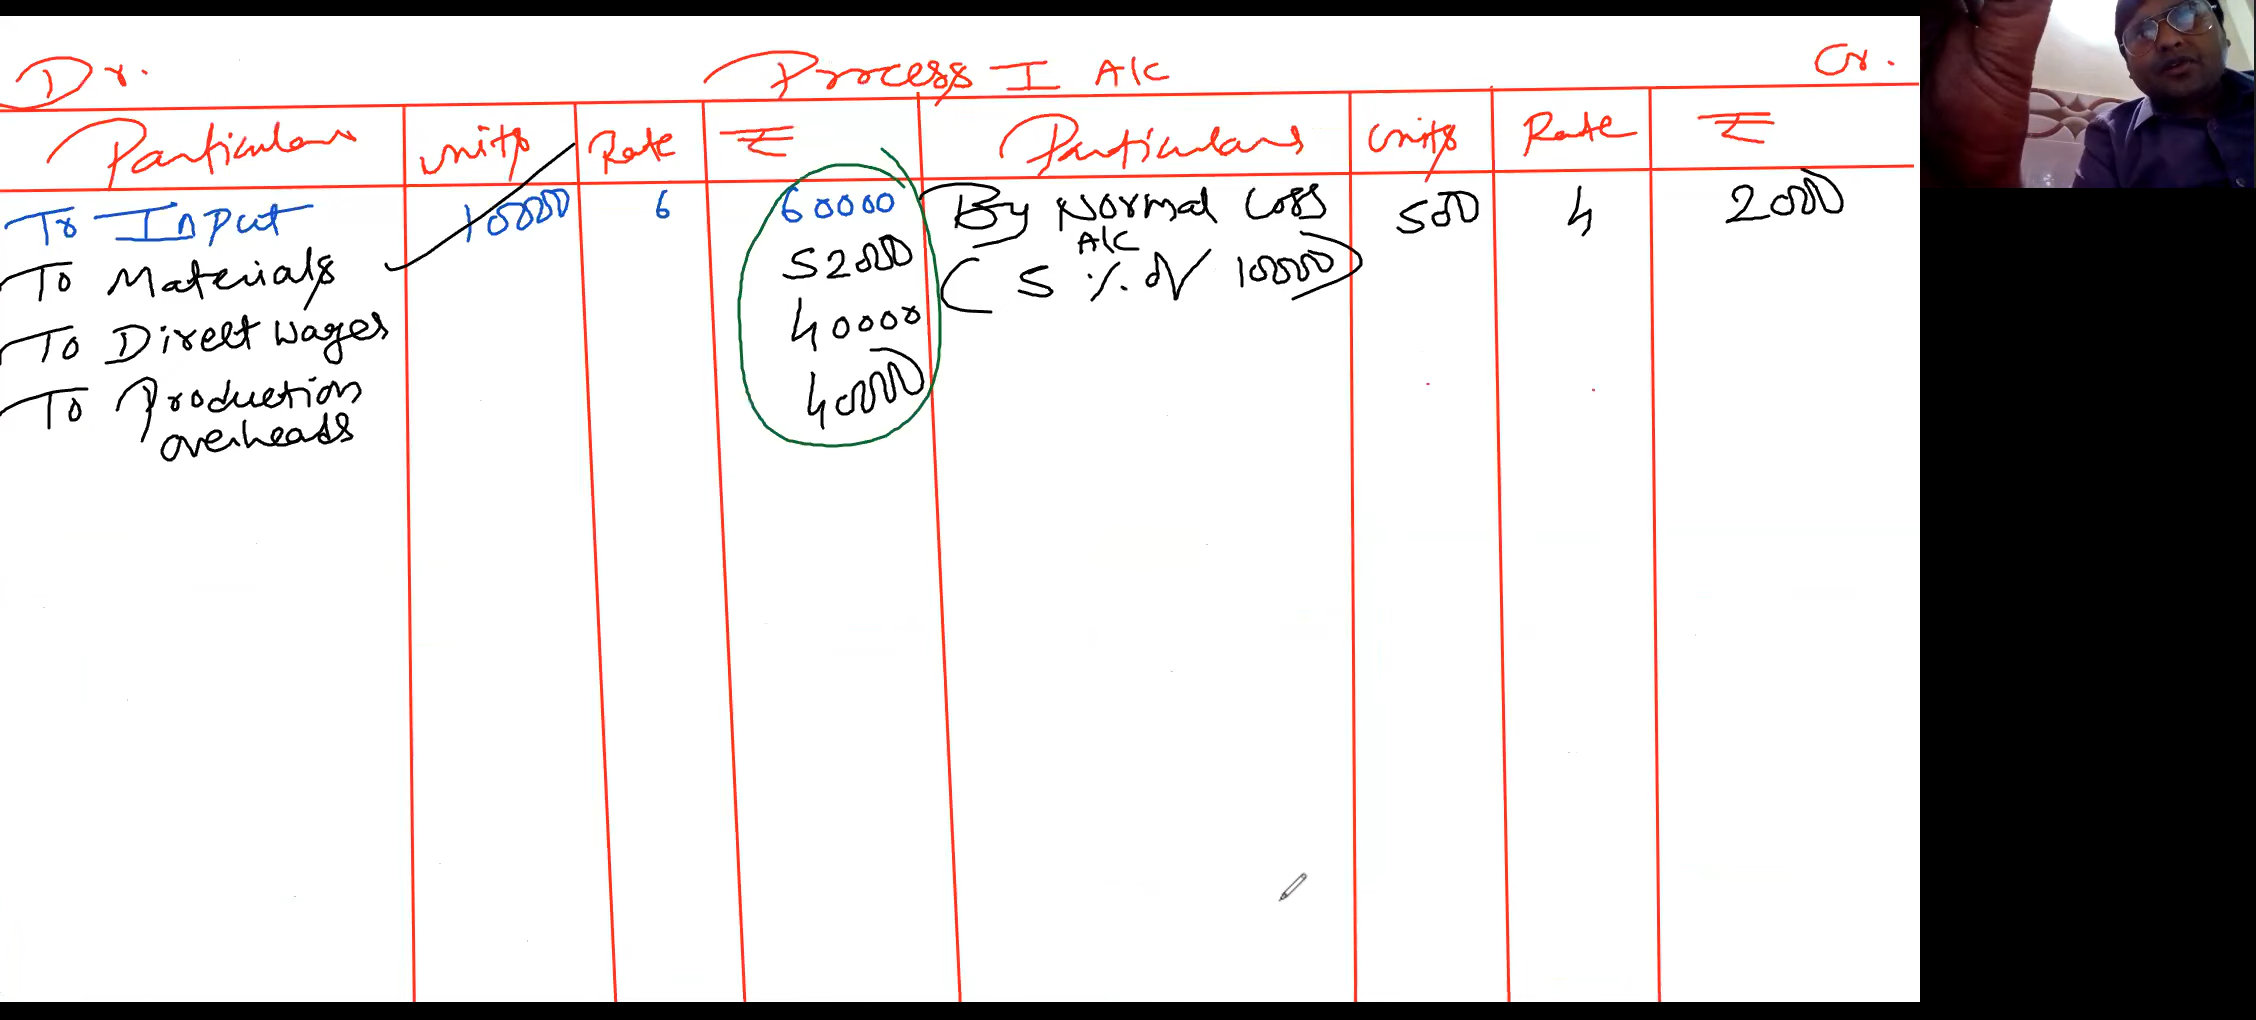 Dr. Process I A/C Cr.
Particulars Units Rate ₹ Particulars Units Rate ₹
To Input 10000 6 60000 By Normal Loss A/C 500 4 2000
To Materials 52000 (5 % of 10000)
To Direct Wages 40000
To Production 40000
overheads